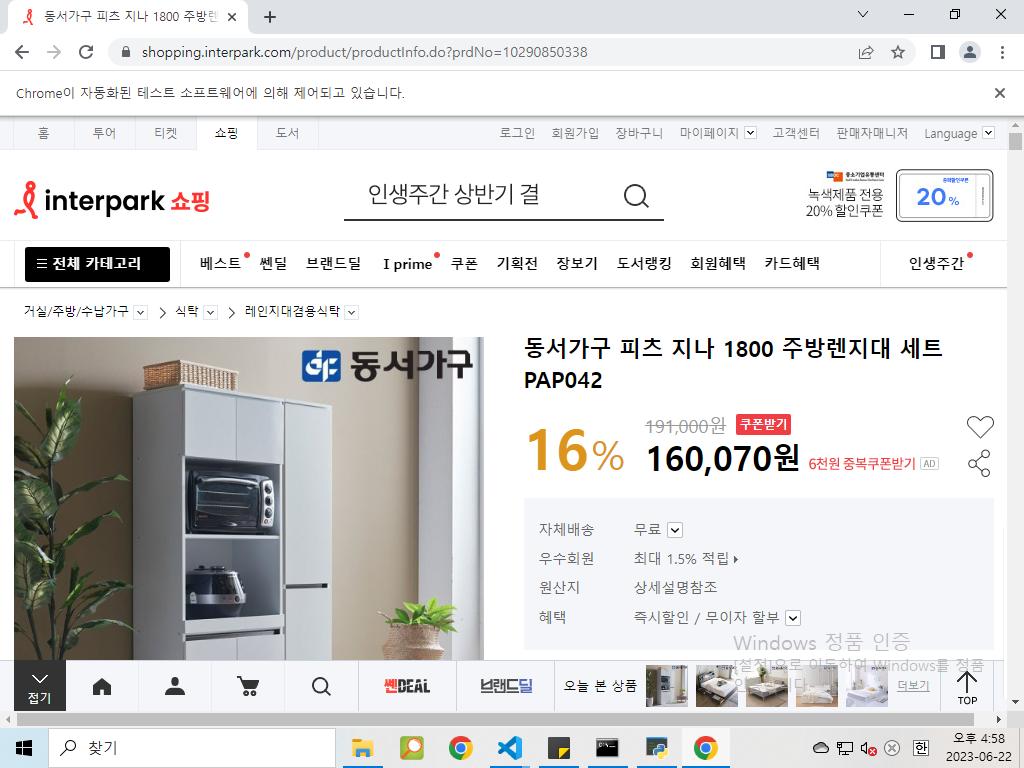 동서가구 피츠 지나 1800 주방렌
shopping.interpark.com/product/productInfo.do?prdNo=10290850338
Chrome이 자동화된 테스트 소프트웨어에 의해 제어되고 있습니다.
홈 투어 티켓 쇼핑 도서 로그인 회원가입 장바구니 마이페이지 고객센터 판매자매니저 Language
interpark 쇼핑
인생주간 상반기 결
중소기업유통센터
녹색제품 전용
20% 할인쿠폰
중복할인쿠폰
20%
전체 카테고리 베스트 쎈딜 브랜드딜 I prime 쿠폰 기획전 장보기 도서랭킹 회원혜택 카드혜택 인생주간
거실/주방/수납가구 > 식탁 > 레인지대겸용식탁
동서가구
동서가구 피츠 지나 1800 주방렌지대 세트
PAP042
16%
191,000원 쿠폰받기
160,070원 6천원 중복쿠폰받기 AD
자체배송 무료
우수회원 최대 1.5% 적립
원산지 상세설명참조
혜택 즉시할인 / 무이자 할부
Windows 정품 인증
[설정]으로 이동하여 Windows를 정품
접기
쎈DEAL
브랜드딜
오늘 본 상품
더보기
TOP
찾기
한
오후 4:58
2023-06-22